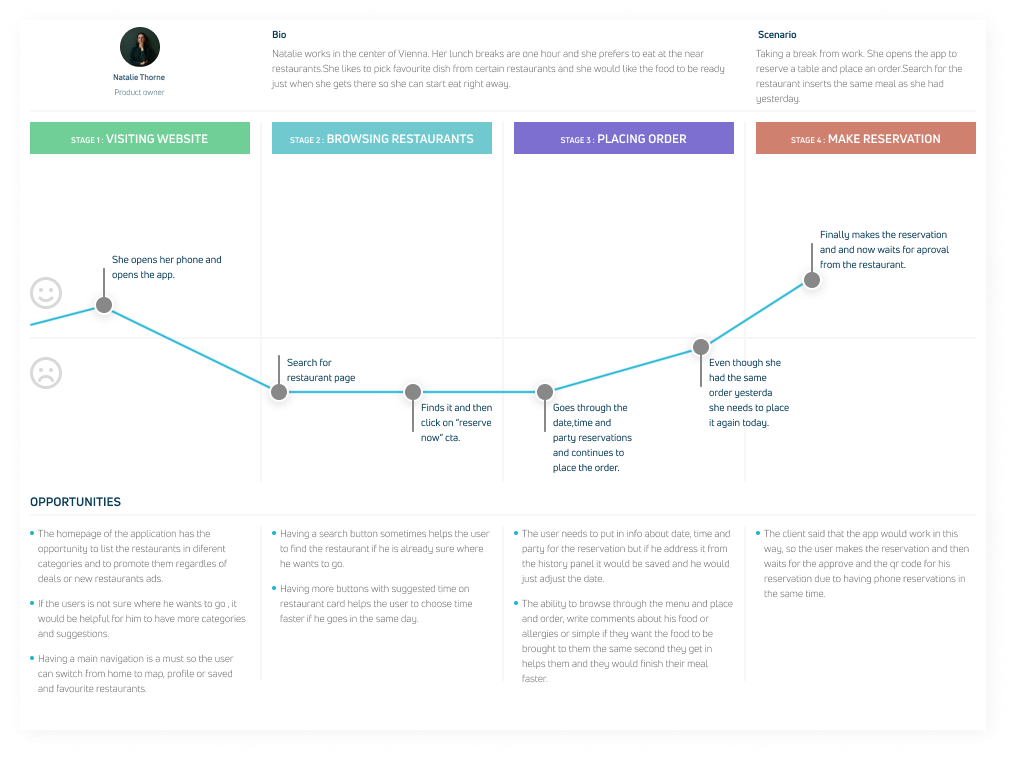 Natalie Thorne
Product owner
Bio
Natalie works in the center of Vienna. Her lunch breaks are one hour and she prefers to eat at the near
restaurants.She likes to pick favourite dish from certain restaurants and she would like the food to be ready
just when she gets there so she can start eat right away.
Scenario
Taking a break from work. She opens the app to
reserve a table and place an order.Search for the
restaurant inserts the same meal as she had
yesterday.
STAGE 1 : VISITING WEBSITE
STAGE 2 : BROWSING RESTAURANTS
STAGE 3 : PLACING ORDER
STAGE 4 : MAKE RESERVATION
She opens her phone and
opens the app.
Search for
restaurant page
Finds it and then
click on "reserve
now" cta.
Goes through the
date,time and
party reservations
and continues to
place the order.
Even though she
had the same
order yesterda
she needs to place
it again today.
Finally makes the reservation
and and now waits for aproval
from the restaurant.
OPPORTUNITIES
The homepage of the application has the
opportunity to list the restaurants in diferent
categories and to promote them regardles of
deals or new restaurants ads.
If the users is not sure where he wants to go , it
would be helpful for him to have more categories
and suggestions.
Having a main navigation is a must so the user
can switch from home to map, profile or saved
and favourite restaurants.
Having a search button sometimes helps the user
to find the restaurant if he is already sure where
he wants to go.
Having more buttons with suggested time on
restaurant card helps the user to choose time
faster if he goes in the same day.
The user needs to put in info about date, time and
party for the reservation but if he address it from
the history panel it would be saved and he would
just adjust the date.
The ability to browse through the menu and place
and order, write comments about his food or
allergies or simple if they want the food to be
brought to them the same second they get in
helps them and they would finish their meal
faster.
The client said that the app would work in this
way, so the user makes the reservation and then
waits for the approve and the qr code for his
reservation due to having phone reservations in
the same time.